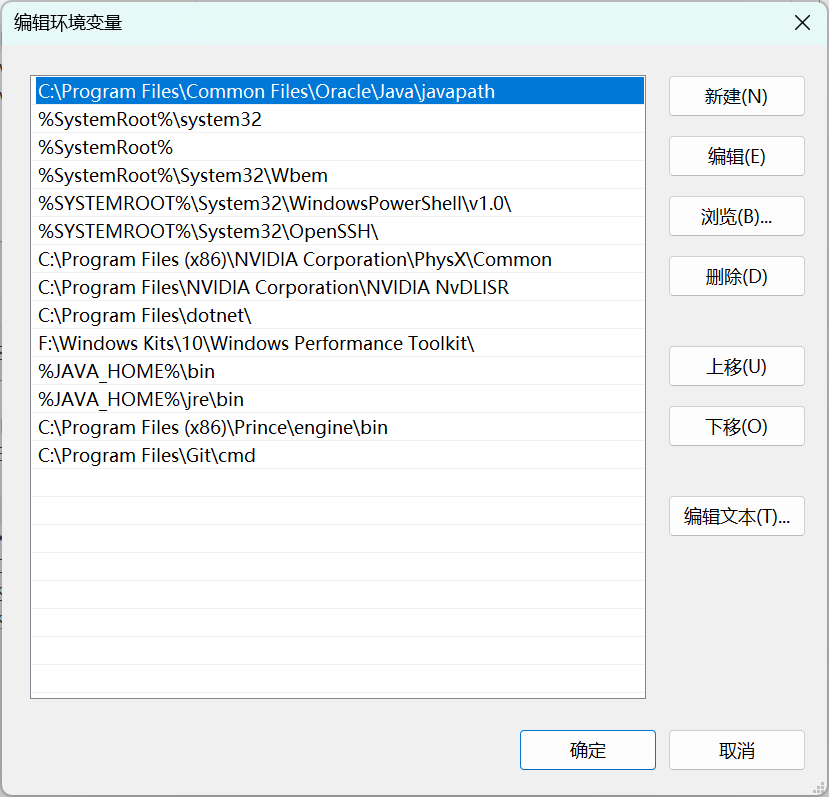 编辑环境变量
C:\Program Files\Common Files\Oracle\Java\javapath
%SystemRoot%\system32
%SystemRoot%
%SystemRoot%\System32\Wbem
%SYSTEMROOT%\System32\WindowsPowerShell\v1.0\
%SYSTEMROOT%\System32\OpenSSH\
C:\Program Files (x86)\NVIDIA Corporation\PhysX\Common
C:\Program Files\NVIDIA Corporation\NVIDIA NvDLISR
C:\Program Files\dotnet\
F:\Windows Kits\10\Windows Performance Toolkit\
%JAVA_HOME%\bin
%JAVA_HOME%\jre\bin
C:\Program Files (x86)\Prince\engine\bin
C:\Program Files\Git\cmd
新建(N)
编辑(E)
浏览(B)...
删除(D)
上移(U)
下移(O)
编辑文本(T)...
确定
取消